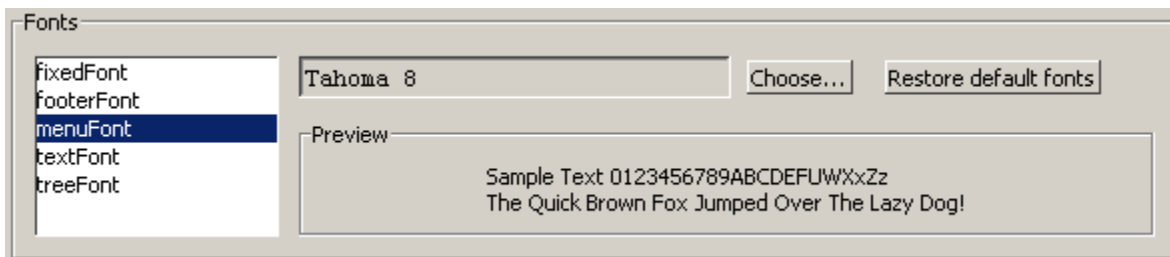 Fonts
fixedFont
footerFont
menuFont
textFont
treeFont
Tahoma 8
Choose...
Restore default fonts
Preview
Sample Text 0123456789ABCDEFUWXxZz
The Quick Brown Fox Jumped Over The Lazy Dog!